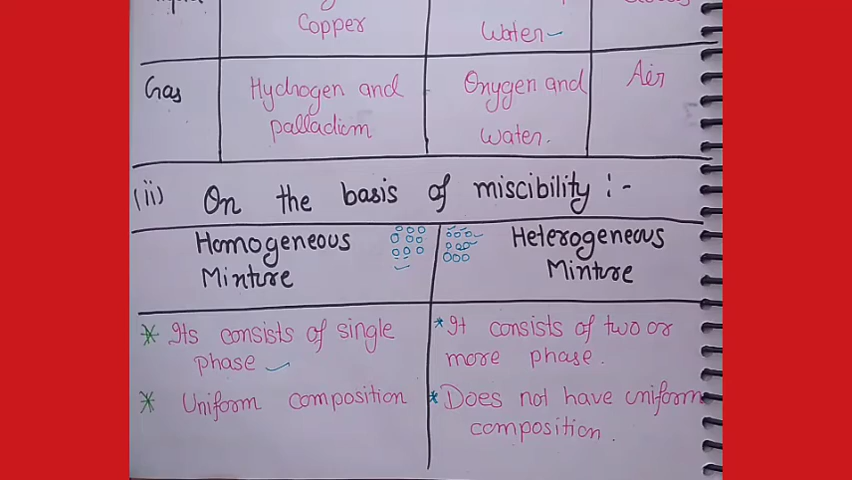 Copper
Water
Gas
Hydrogen and
palladium
Oxygen and
Water.
Air
(ii) On the basis of miscibility :-
Homogeneous
Mixture
Heterogeneous
Mixture
Its consists of single
phase
Uniform composition
It consists of two or
more phase.
Does not have uniform
composition.